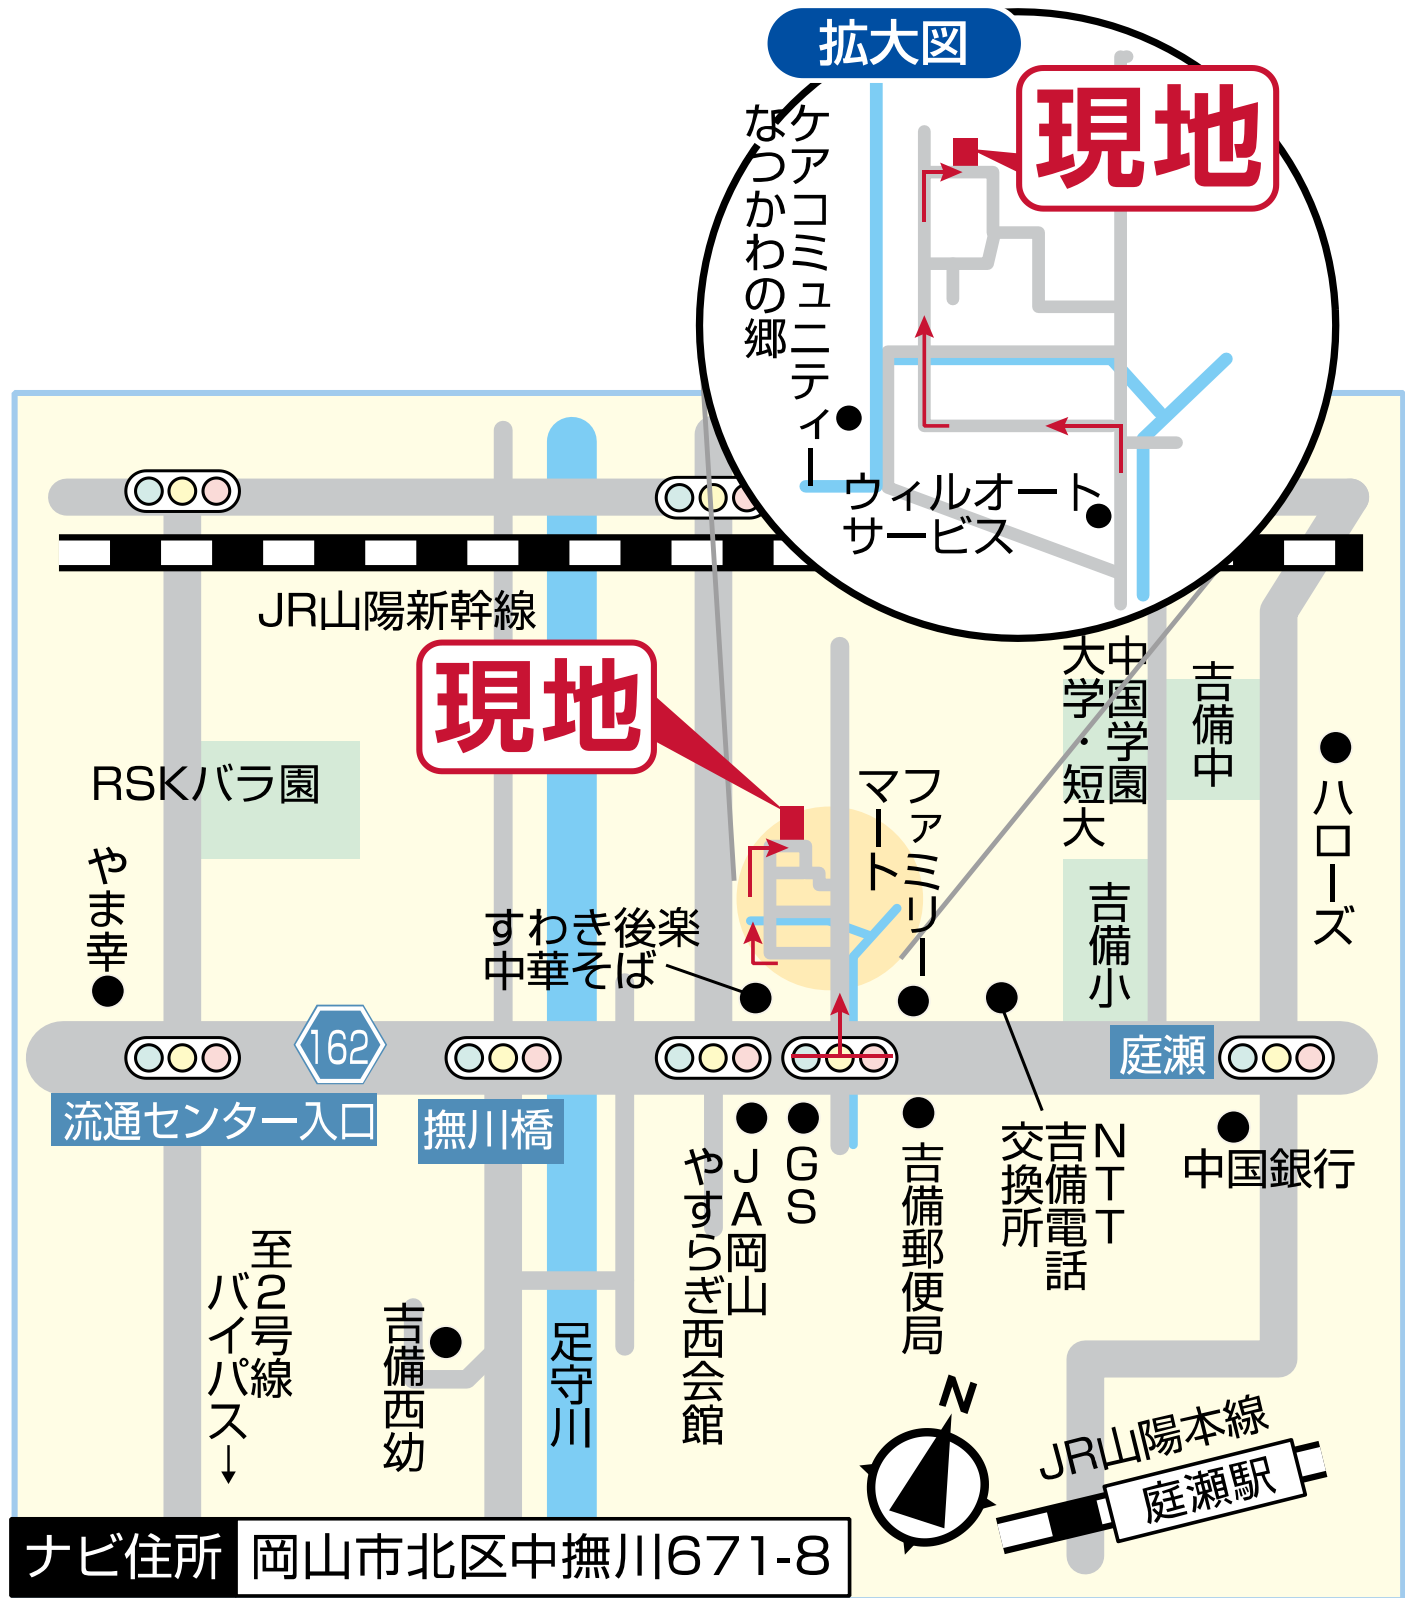 拡大図
現地
ケアコミュニティー
なつかわの郷
ウィルオート
サービス
JR山陽新幹線
現地
中国学園
大学・短大
吉備中
ハローズ
RSKバラ園
やま幸
ファミリー
マート
すわき後楽
中華そば
吉備小
162
庭瀬
流通センター入口
撫川橋
JA岡山
やすらぎ西会館
GS
吉備郵便局
NTT
吉備電話
交換所
中国銀行
至2号線
バイパス→
吉備西幼
足守川
N
JR山陽本線
庭瀬駅
ナビ住所
岡山市北区中撫川671-8